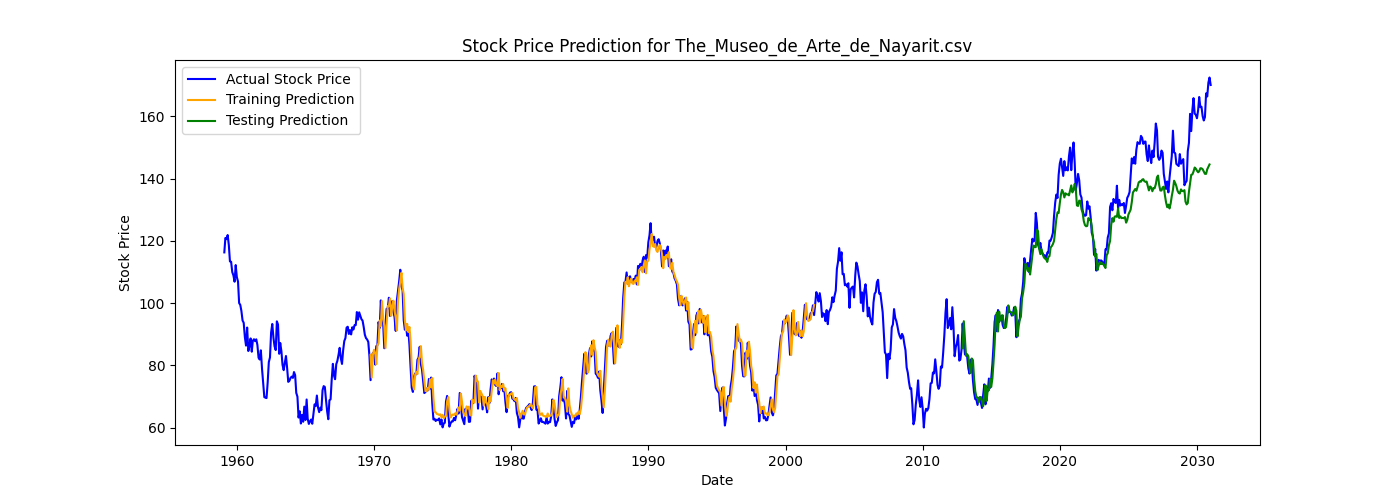 Stock Price Prediction for The_Museo_de_Arte_de_Nayarit.csv
Actual Stock Price
Training Prediction
Testing Prediction
Stock Price
160
140
120
100
80
60
1960 1970 1980 1990 2000 2010 2020 2030
Date